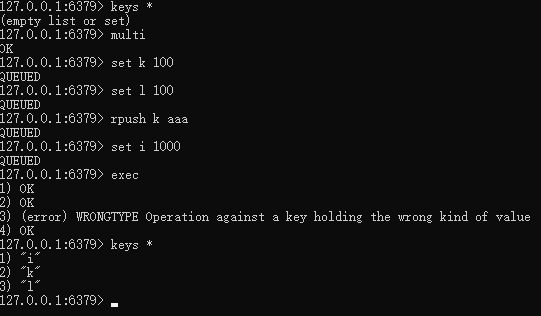 127.0.0.1:6379> keys *
(empty list or set)
127.0.0.1:6379> multi
OK
127.0.0.1:6379> set k 100
QUEUED
127.0.0.1:6379> set l 100
QUEUED
127.0.0.1:6379> rpush k aaa
QUEUED
127.0.0.1:6379> set i 1000
QUEUED
127.0.0.1:6379> exec
1) OK
2) OK
3) (error) WRONGTYPE Operation against a key holding the wrong kind of value
4) OK
127.0.0.1:6379> keys *
1) "i"
2) "k"
3) "l"
127.0.0.1:6379>